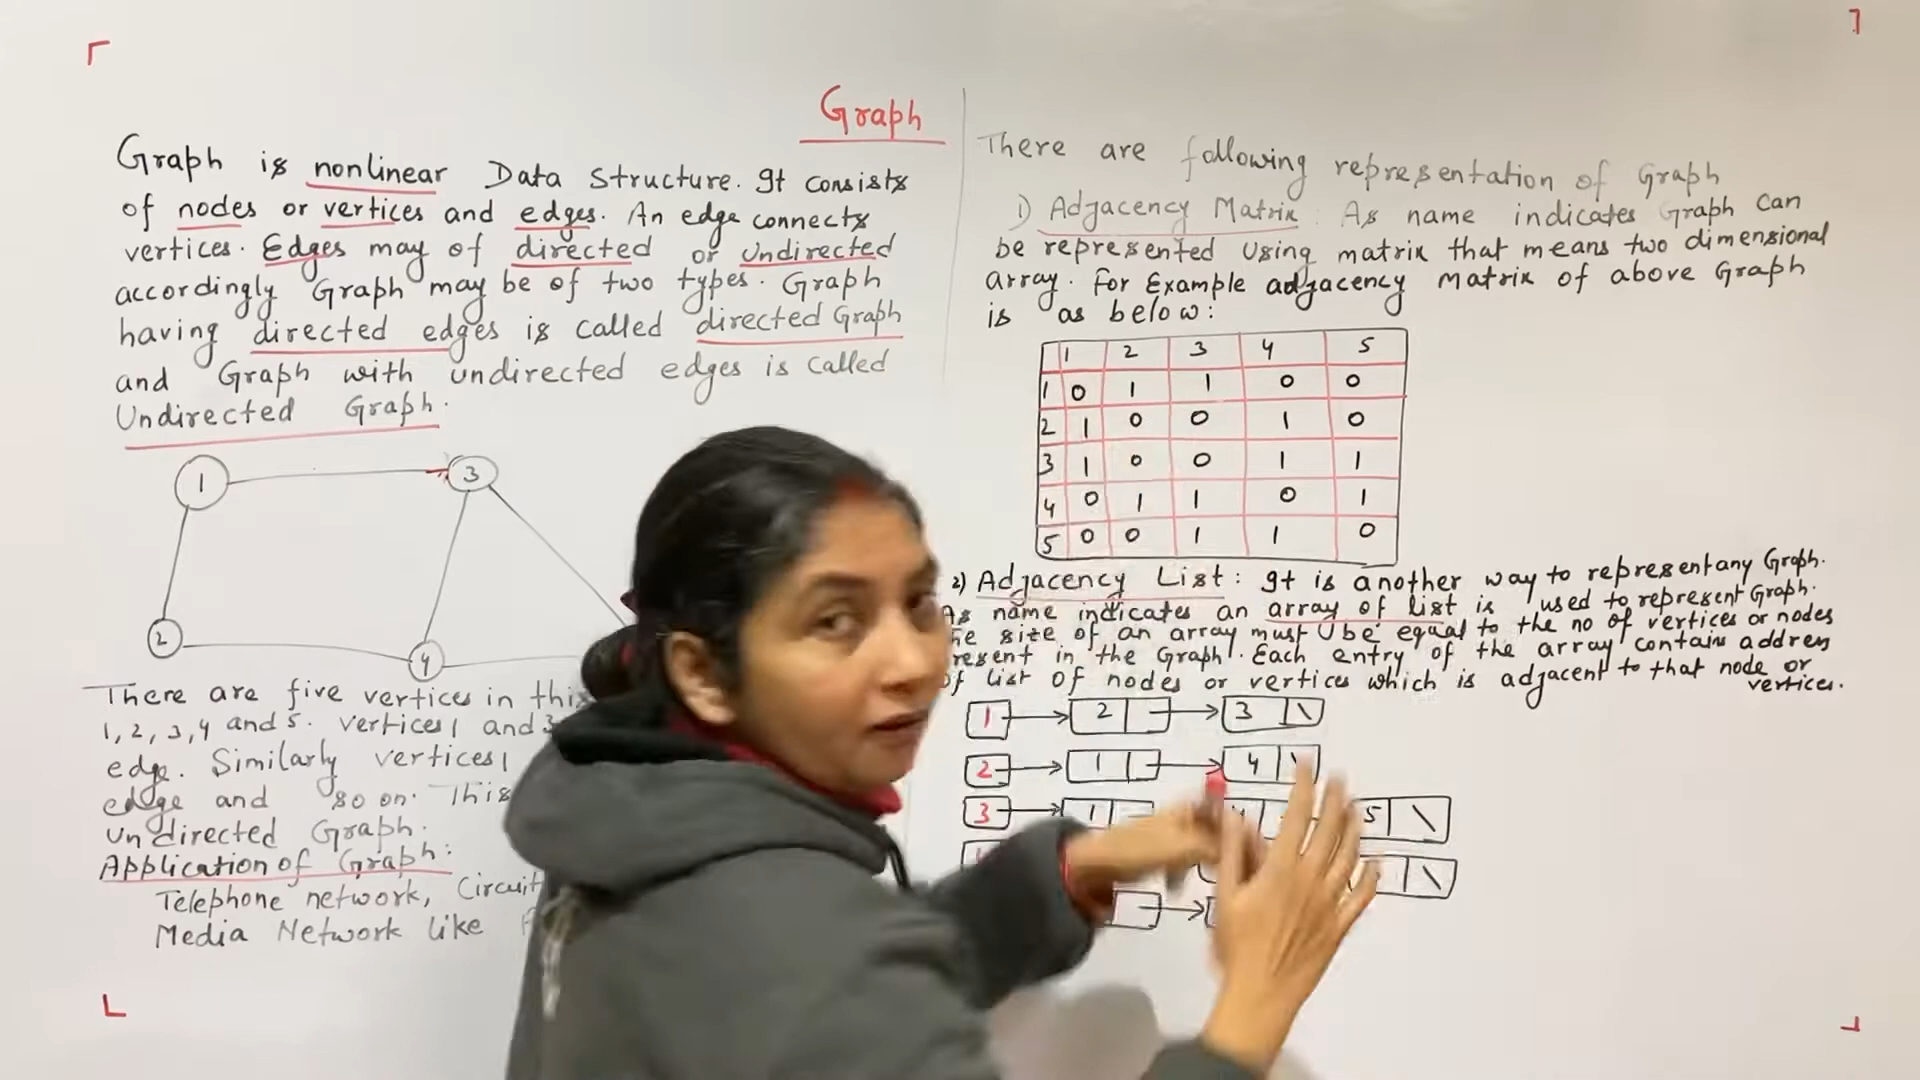 Graph
Graph is nonlinear Data Structure. It consists
of nodes or vertices and edges. An edge connects
vertices. Edges may of directed or Undirected
accordingly Graph may be of two types. Graph
having directed edges is called directed Graph
and Graph with undirected edges is called
Undirected Graph.
1 3
2 4
There are five vertices in this
1, 2, 3, 4 and 5. vertices 1 and 3
edge. Similarly vertices 1
edge and so on. This
Undirected Graph.
Application of Graph:
Telephone network, Circuit
Media Network like
There are following representation of Graph
1) Adjacency Matrix: As name indicates Graph can
be represented using matrix that means two dimensional
array. For Example adjacency matrix of above Graph
is as below:
1 2 3 4 5
1 0 1 1 0 0
2 1 0 0 1 0
3 1 0 0 1 1
4 0 1 1 0 1
5 0 0 1 1 0
2) Adjacency List: It is another way to represent any Graph.
As name indicates an array of list is used to represent Graph.
size of an array must be equal to the no of vertices or nodes
in the Graph. Each entry of the array contains address
of list of nodes or vertices which is adjacent to that node or
vertices.
1 2 3
2 1 4
3 1 4 5